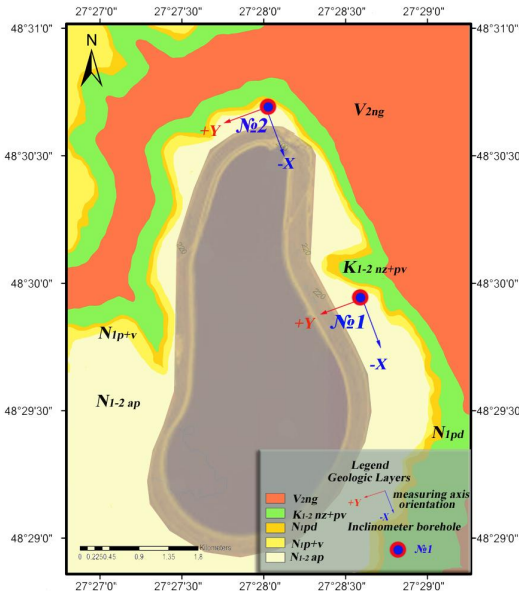 27°27'0" 27°27'30" 27°28'0" 27°28'30" 27°29'0"
48°31'0"
48°31'0"
N
V2ng
+Y
№2
-X
48°30'30"
48°30'30"
220
220
K1-2 nz+pv
48°30'0"
48°30'0"
220
+Y
№1
-X
N1p+v
N1-2 ap
48°29'30"
48°29'30"
N1pd
Legend
Geologic Layers
V2ng
K1-2 nz+pv
N1pd
N1p+v
N1-2 ap
+Y
-X
measuring axis
orientation
Inclinometer borehole
№1
48°29'0"
48°29'0"
Kilometers
0 0.225 0.45 0.9 1.35 1.8
27°27'0" 27°27'30" 27°28'0" 27°28'30" 27°29'0"